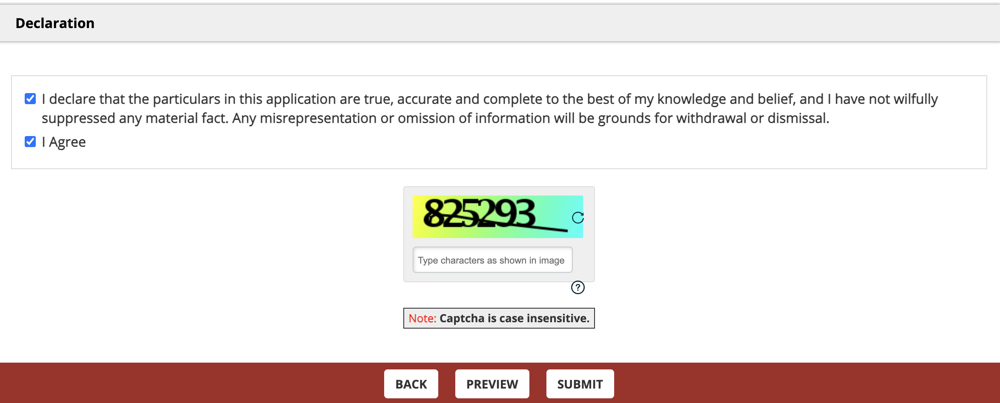 Declaration
I declare that the particulars in this application are true, accurate and complete to the best of my knowledge and belief, and I have not wilfully
suppressed any material fact. Any misrepresentation or omission of information will be grounds for withdrawal or dismissal.
I Agree
825293
Type characters as shown in image
?
Note: Captcha is case insensitive.
BACK PREVIEW SUBMIT